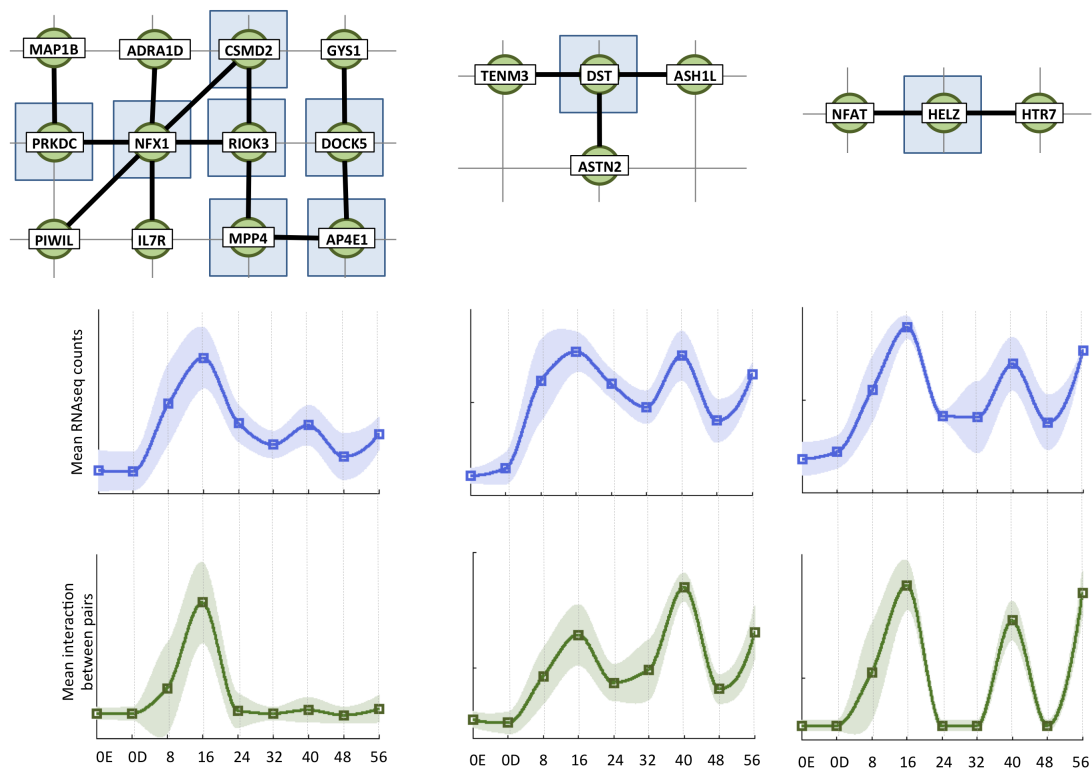 MAP1B ADRA1D CSMD2 GYS1
TENM3 DST ASH1L
NFAT HELZ HTR7
PRKDC NFX1 RIOK3 DOCK5
ASTN2
PIWIL IL7R MPP4 AP4E1
Mean RNAseq counts
Mean interaction
between pairs
0E 0D 8 16 24 32 40 48 56
0E 0D 8 16 24 32 40 48 56
0E 0D 8 16 24 32 40 48 56